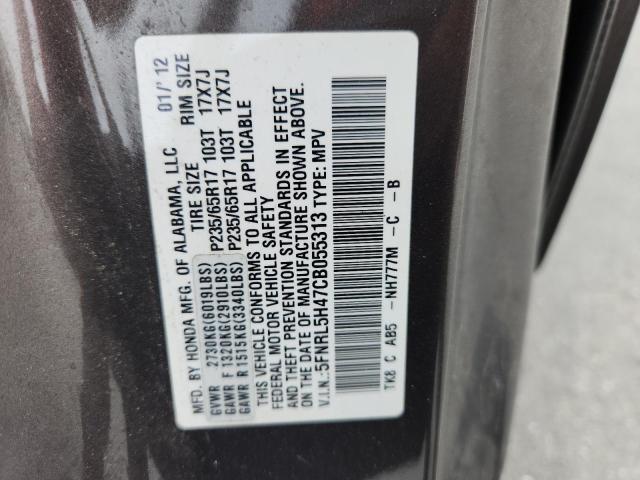 MFD. BY HONDA MFG. OF ALABAMA, LLC 01/'12
TIRE SIZE RIM SIZE
GVWR 2730KG(6019LBS)
GAWR F 1320KG(2910LBS) P235/65R17 103T 17X7J
GAWR R 1515KG(3340LBS) P235/65R17 103T 17X7J
THIS VEHICLE CONFORMS TO ALL APPLICABLE
FEDERAL MOTOR VEHICLE SAFETY
AND THEFT PREVENTION STANDARDS IN EFFECT
ON THE DATE OF MANUFACTURE SHOWN ABOVE.
V.I.N.:5FNRL5H47CB055313 TYPE: MPV
TK8 C AB5 -NH777M -C -B